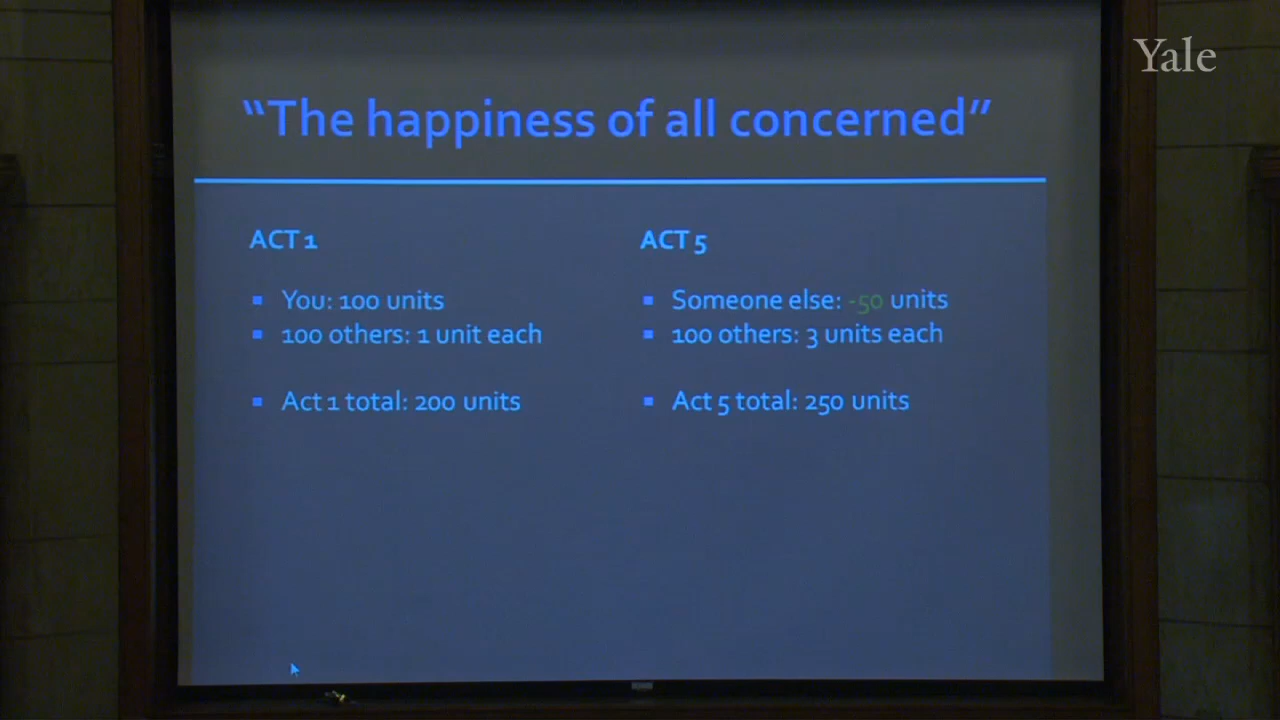 Yale
“The happiness of all concerned”
ACT 1
You: 100 units
100 others: 1 unit each
Act 1 total: 200 units
ACT 5
Someone else: -50 units
100 others: 3 units each
Act 5 total: 250 units